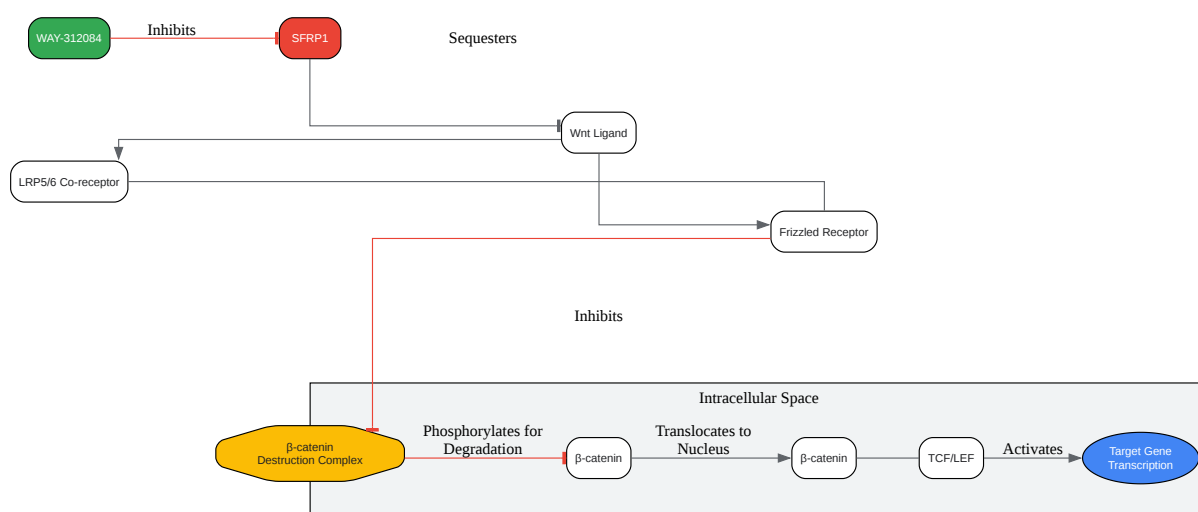 WAY-312084
Inhibits
SFRP1
Sequesters
Wnt Ligand
LRP5/6 Co-receptor
Frizzled Receptor
Inhibits
Intracellular Space
β-catenin
Destruction Complex
Phosphorylates for
Degradation
β-catenin
Translocates to
Nucleus
β-catenin
TCF/LEF
Activates
Target Gene
Transcription